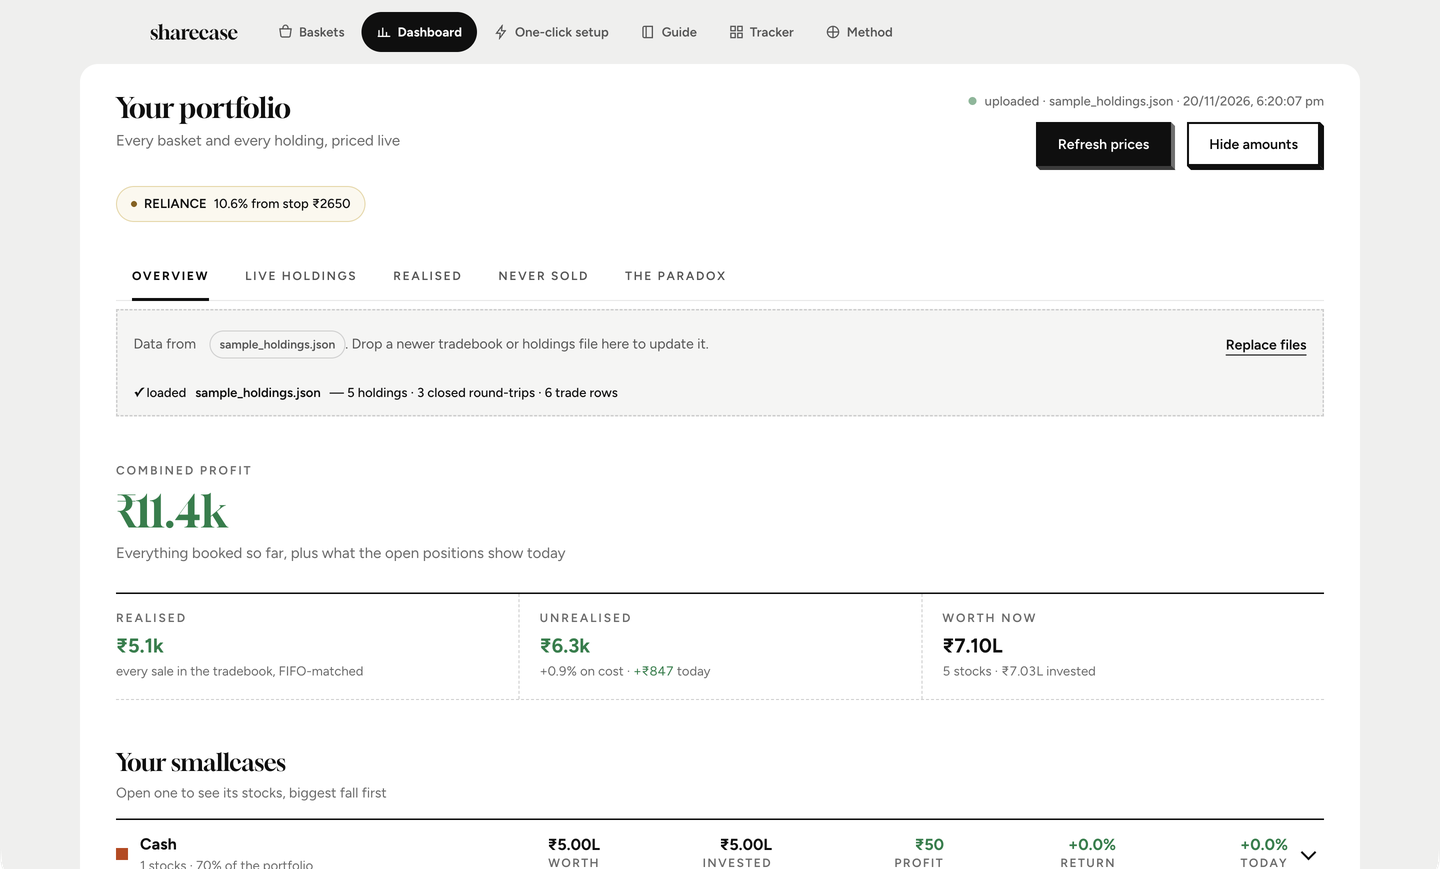 sharecase
Baskets
Dashboard
One-click setup
Guide
Tracker
Method
Your portfolio
Every basket and every holding, priced live
uploaded · sample_holdings.json · 20/11/2026, 6:20:07 pm
Refresh prices
Hide amounts
RELIANCE 10.6% from stop ₹2650
OVERVIEW
LIVE HOLDINGS
REALISED
NEVER SOLD
THE PARADOX
Data from sample_holdings.json . Drop a newer tradebook or holdings file here to update it.
Replace files
✓ loaded sample_holdings.json — 5 holdings · 3 closed round-trips · 6 trade rows
COMBINED PROFIT
₹11.4k
Everything booked so far, plus what the open positions show today
REALISED
₹5.1k
every sale in the tradebook, FIFO-matched
UNREALISED
₹6.3k
+0.9% on cost · +₹847 today
WORTH NOW
₹7.10L
5 stocks · ₹7.03L invested
Your smallcases
Open one to see its stocks, biggest fall first
Cash
1 stocks · 70% of the portfolio
₹5.00L
WORTH
₹5.00L
INVESTED
₹50
PROFIT
+0.0%
RETURN
+0.0%
TODAY